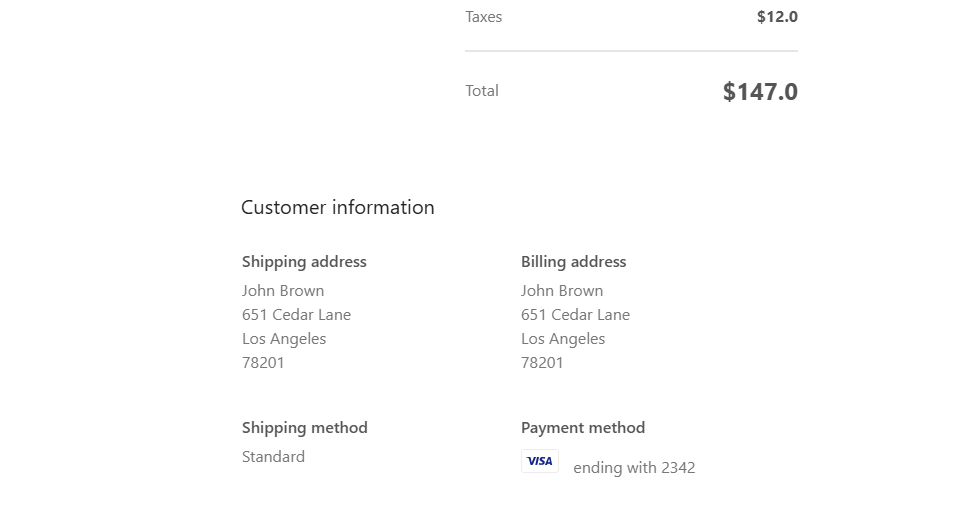 Taxes $12.0
Total $147.0
Customer information
Shipping address
John Brown
651 Cedar Lane
Los Angeles
78201
Billing address
John Brown
651 Cedar Lane
Los Angeles
78201
Shipping method
Standard
Payment method
VISA ending with 2342